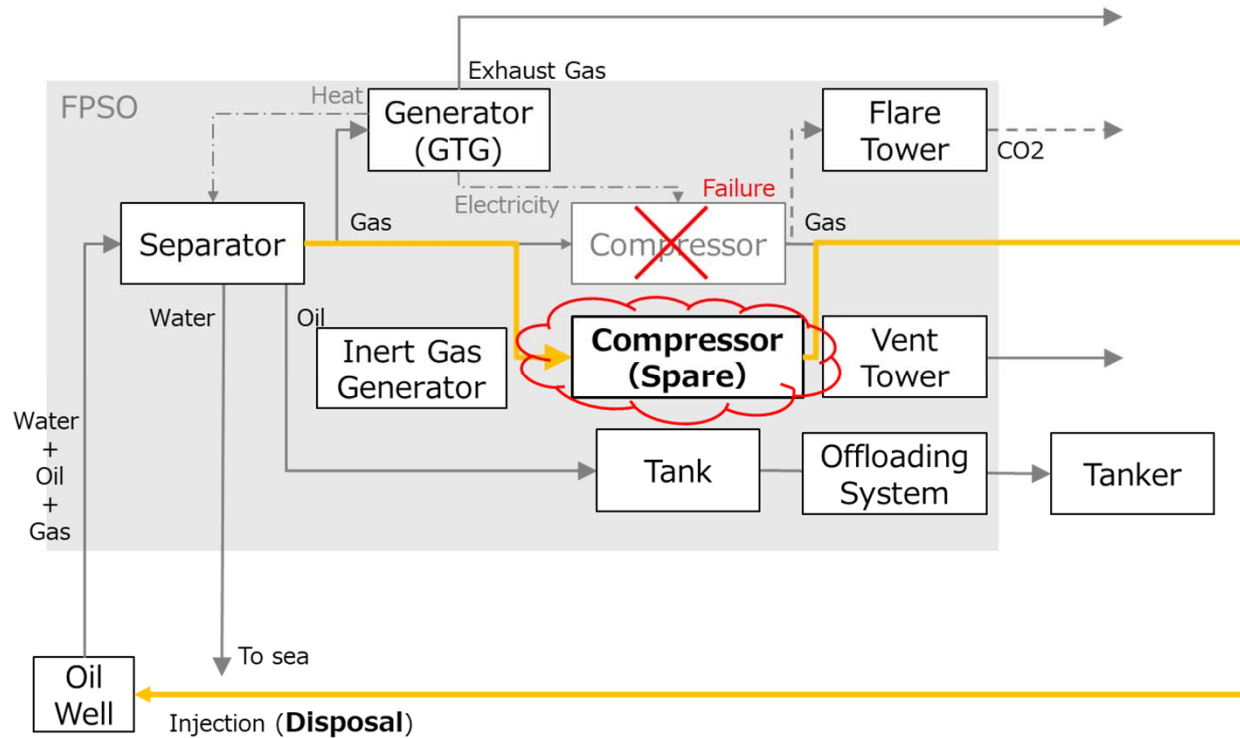 Exhaust Gas
FPSO
Heat
Generator
(GTG)
Flare
Tower
CO2
Failure
Electricity
Gas
Separator
Compressor
Gas
Water
Oil
Inert Gas
Generator
Compressor
(Spare)
Vent
Tower
Water
+
Oil
+
Gas
Tank
Offloading
System
Tanker
To sea
Oil
Well
Injection (Disposal)